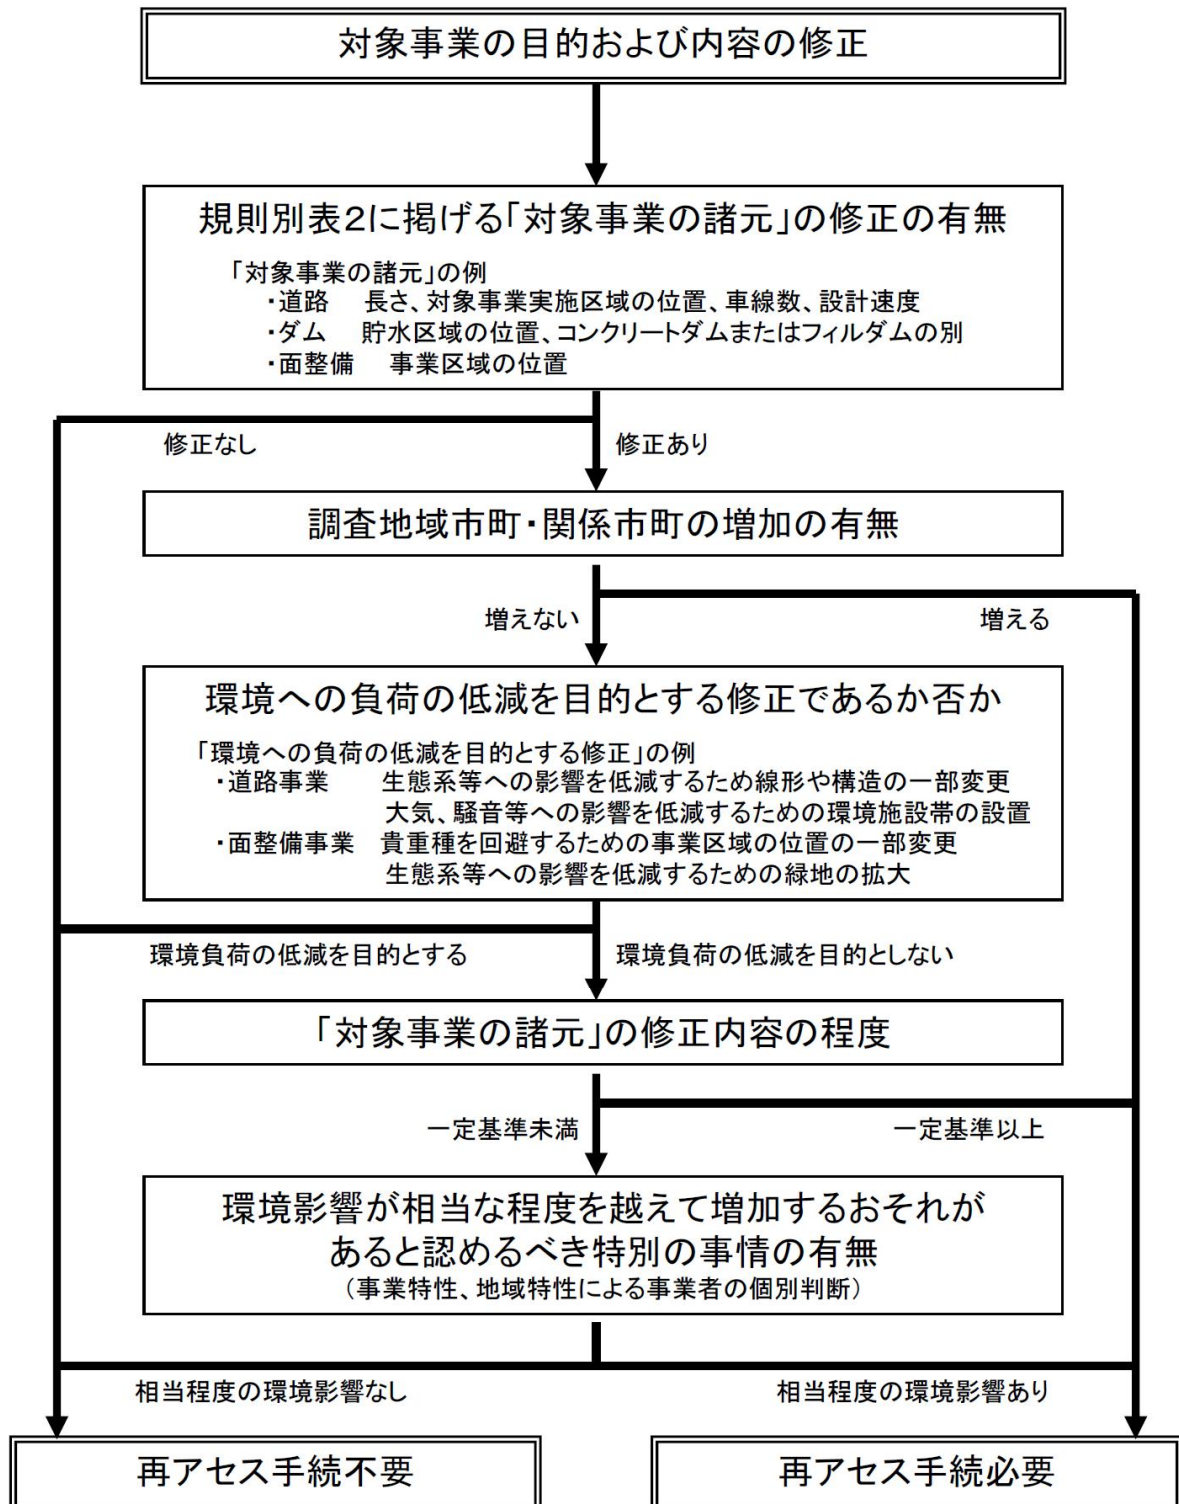 対象事業の目的および内容の修正
規則別表2に掲げる「対象事業の諸元」の修正の有無
「対象事業の諸元」の例
・道路　長さ、対象事業実施区域の位置、車線数、設計速度
・ダム　貯水区域の位置、コンクリートダムまたはフィルダムの別
・面整備　事業区域の位置
修正なし
修正あり
調査地域市町・関係市町の増加の有無
増えない
増える
環境への負荷の低減を目的とする修正であるか否か
「環境への負荷の低減を目的とする修正」の例
・道路事業　生態系等への影響を低減するため線形や構造の一部変更
大気、騒音等への影響を低減するための環境施設帯の設置
・面整備事業　貴重種を回避するための事業区域の位置の一部変更
生態系等への影響を低減するための緑地の拡大
環境負荷の低減を目的とする
環境負荷の低減を目的としない
「対象事業の諸元」の修正内容の程度
一定基準未満
一定基準以上
環境影響が相当な程度を越えて増加するおそれが
あると認めるべき特別の事情の有無
（事業特性、地域特性による事業者の個別判断）
相当程度の環境影響なし
相当程度の環境影響あり
再アセス手続不要
再アセス手続必要